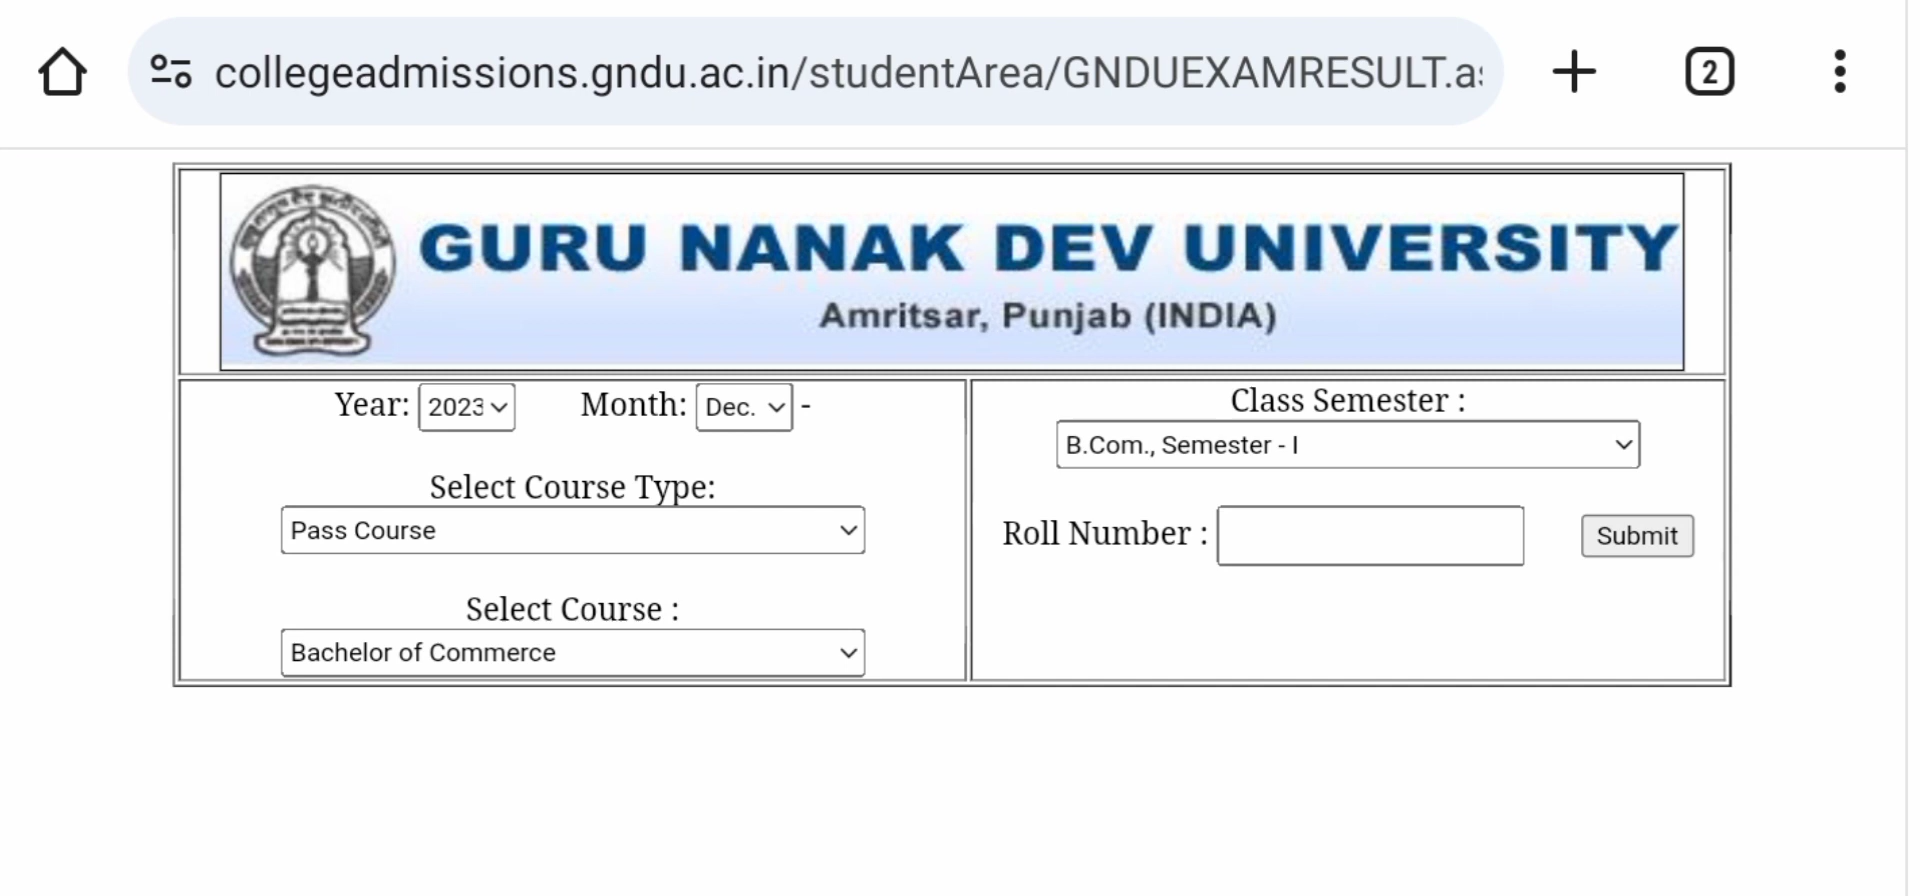 collegeadmissions.gndu.ac.in/studentArea/GNDUEXAMRESULT.as
2
GURU NANAK DEV UNIVERSITY
Amritsar, Punjab (INDIA)
Year: 2023 Month: Dec. -
Select Course Type:
Pass Course
Select Course :
Bachelor of Commerce
Class Semester :
B.Com., Semester - I
Roll Number : Submit